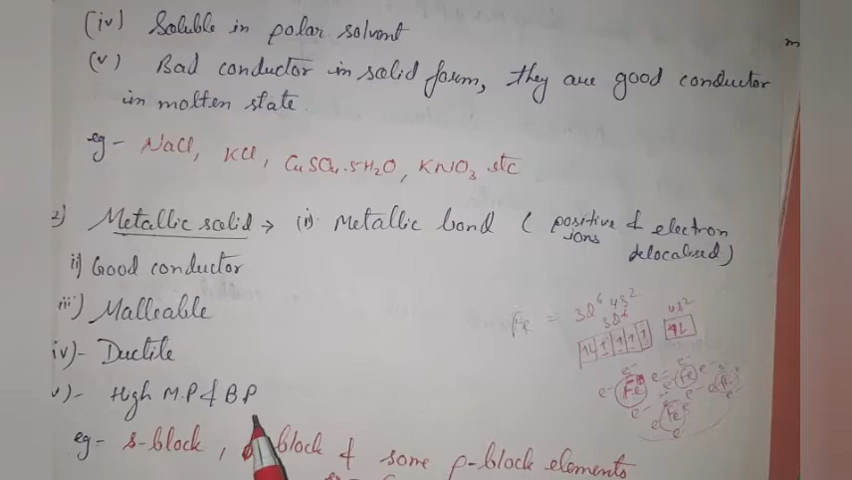 (iv) Soluble in polar solvent
(v) Bad conductor in solid form, they are good conductor
in molten state.
eg - NaCl, KCl, CuSO4.5H2O, KNO3 etc
2) Metallic solid → (i) Metallic bond ( positive & electron
ions delocalised)
ii) Good conductor
iii) Malleable
iv) - Ductile
v) - High M.P & B.P
Fe = 3d6 4s2
3d6 4s2
eg - s-block, block & some p-block elements